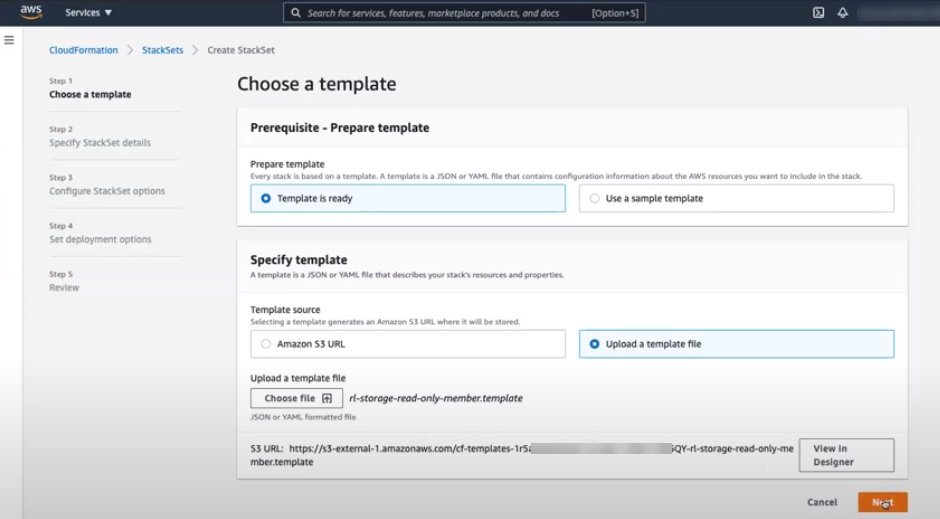 aws
Services ▼
Search for services, features, marketplace products, and docs [Option+S]
CloudFormation > StackSets > Create StackSet
Step 1
Choose a template
Step 2
Specify StackSet details
Step 3
Configure StackSet options
Step 4
Set deployment options
Step 5
Review
Choose a template
Prerequisite - Prepare template
Prepare template
Every stack is based on a template. A template is a JSON or YAML file that contains configuration information about the AWS resources you want to include in the stack.
Template is ready
Use a sample template
Specify template
A template is a JSON or YAML file that describes your stack's resources and properties.
Template source
Selecting a template generates an Amazon S3 URL where it will be stored.
Amazon S3 URL
Upload a template file
Upload a template file
Choose file rl-storage-read-only-member.template
JSON or YAML formatted file
S3 URL: https://s3-external-1.amazonaws.com/cf-templates-1r5 QY-rl-storage-read-only-me
mber.template
View in
Designer
Cancel
Next